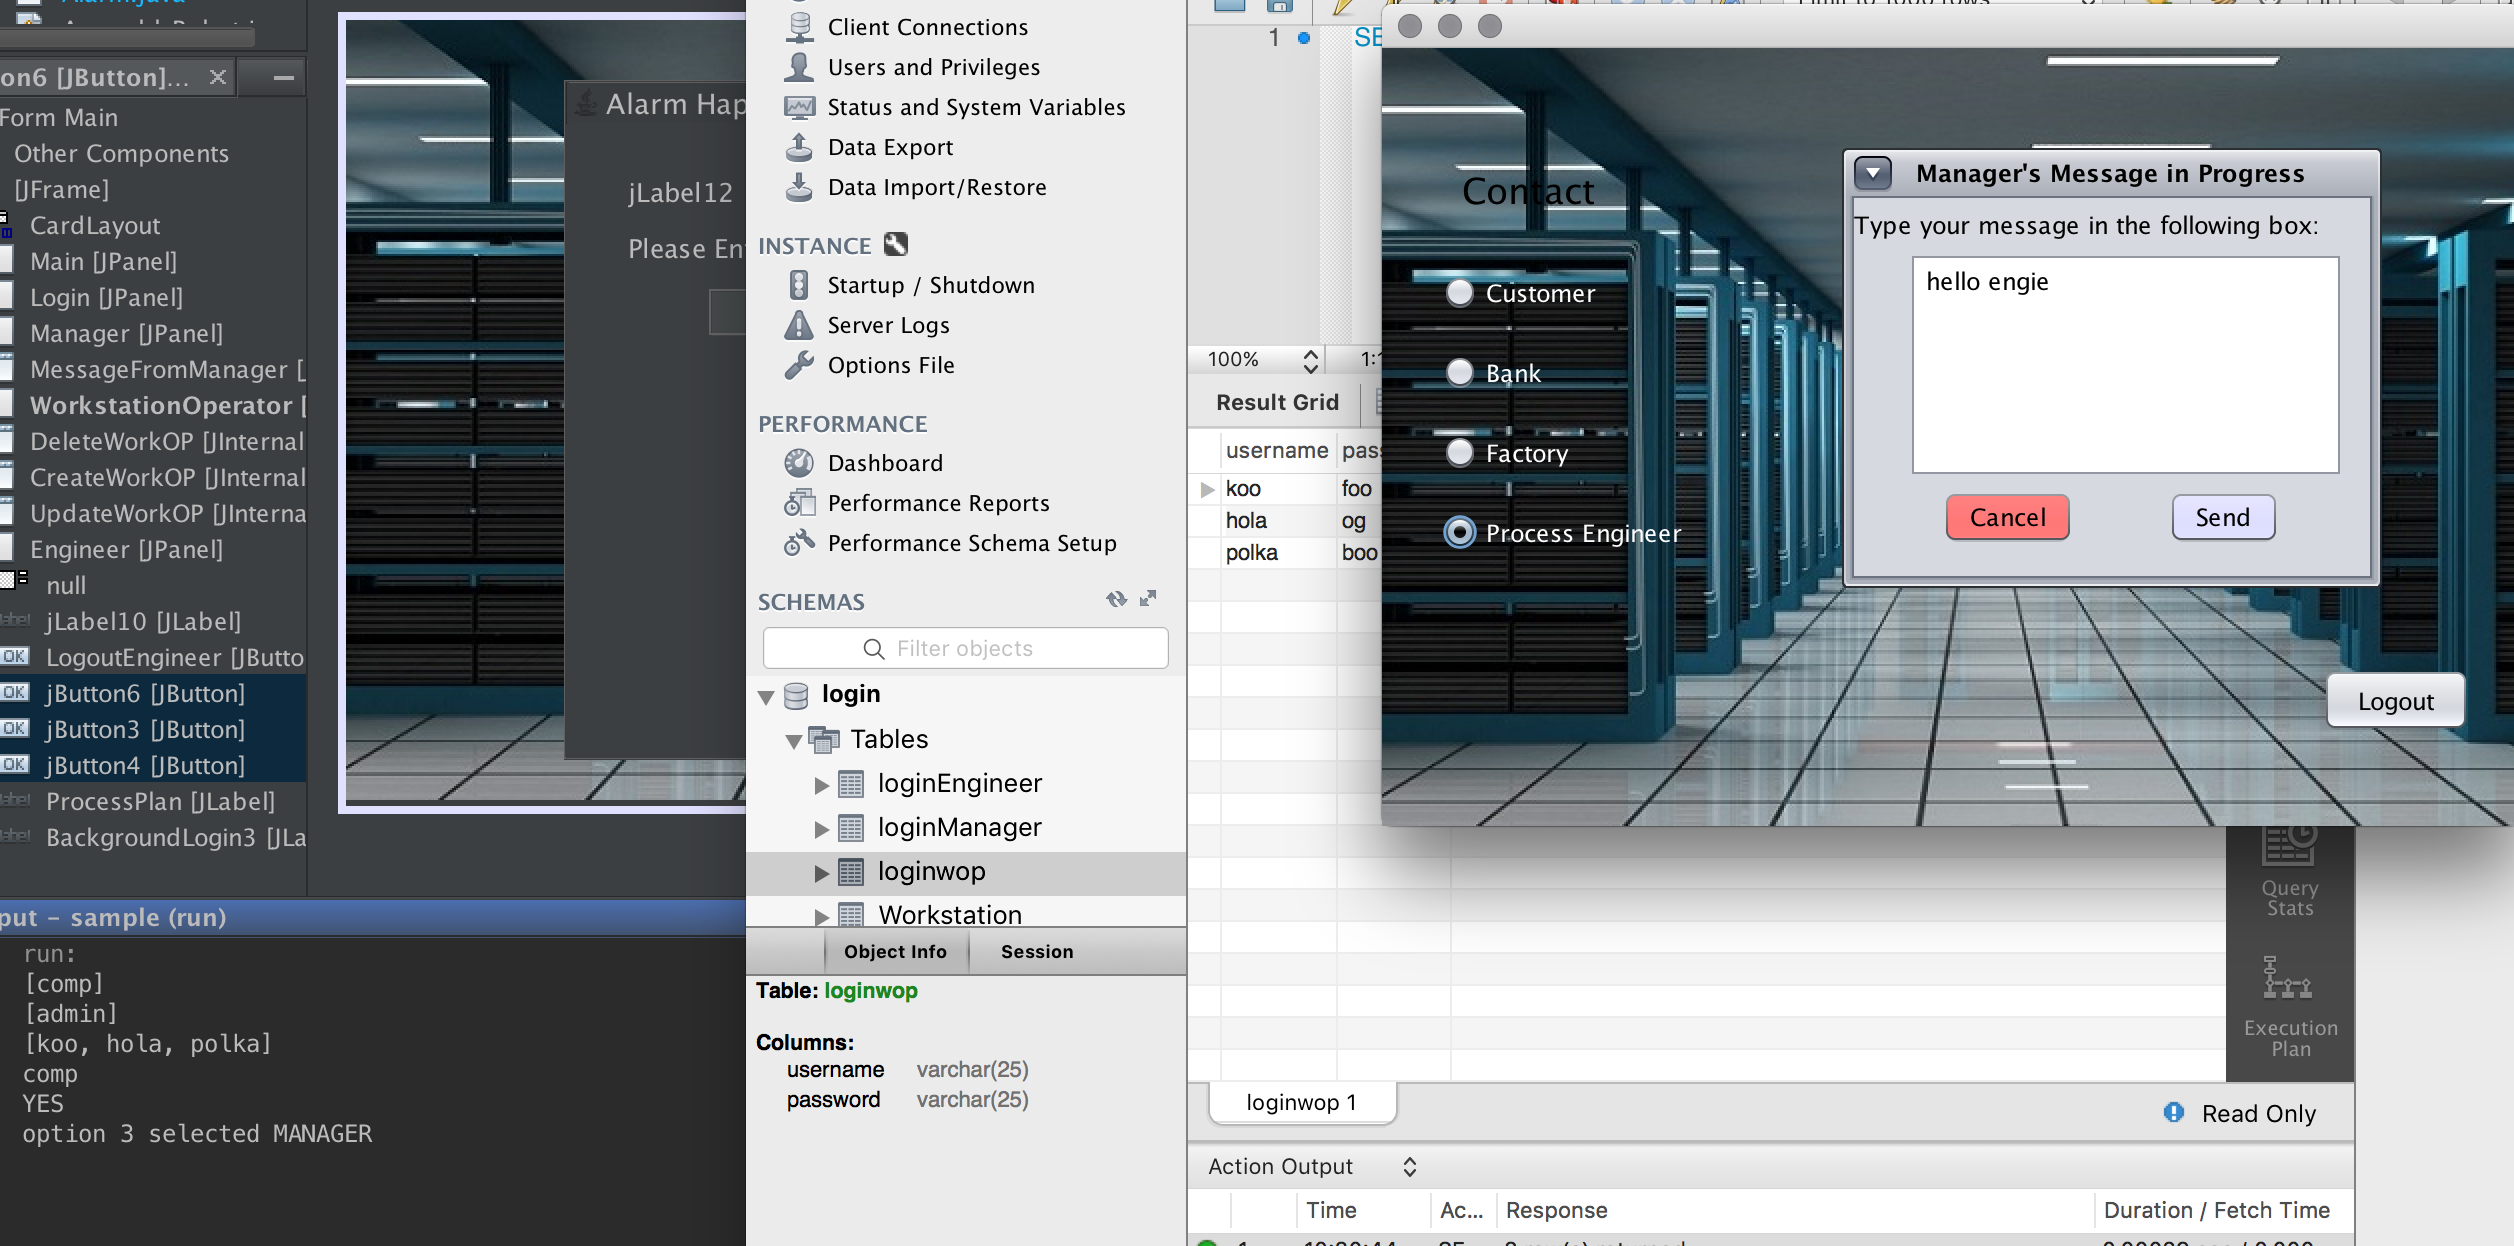 Alarm.java
on6 [JButton]...
Form Main
Other Components
[JFrame]
CardLayout
Main [JPanel]
Login [JPanel]
Manager [JPanel]
MessageFromManager [
WorkstationOperator [
DeleteWorkOP [JInternal
CreateWorkOP [JInternal
UpdateWorkOP [JInterna
Engineer [JPanel]
null
jLabel10 [JLabel]
LogoutEngineer [JButto
OK
jButton6 [JButton]
OK
jButton3 [JButton]
OK
jButton4 [JButton]
OK
ProcessPlan [JLabel]
BackgroundLogin3 [JLa
put - sample (run)
run:
[comp]
[admin]
[koo, hola, polka]
comp
YES
option 3 selected MANAGER
Alarm Hap
jLabel12
Please En
Client Connections
Users and Privileges
Status and System Variables
Data Export
Data Import/Restore
INSTANCE
Startup / Shutdown
Server Logs
Options File
PERFORMANCE
Dashboard
Performance Reports
Performance Schema Setup
SCHEMAS
Filter objects
login
Tables
loginEngineer
loginManager
loginwop
Workstation
Object Info Session
Table: loginwop
Columns:
username varchar(25)
password varchar(25)
1 SE
100% 1:1
Result Grid
username pass
koo foo
hola og
polka boo
Contact
Customer
Bank
Factory
Process Engineer
Manager's Message in Progress
Type your message in the following box:
hello engie
Cancel Send
Logout
Query
Stats
Execution
Plan
loginwop 1
Read Only
Action Output
Time Ac... Response Duration / Fetch Time